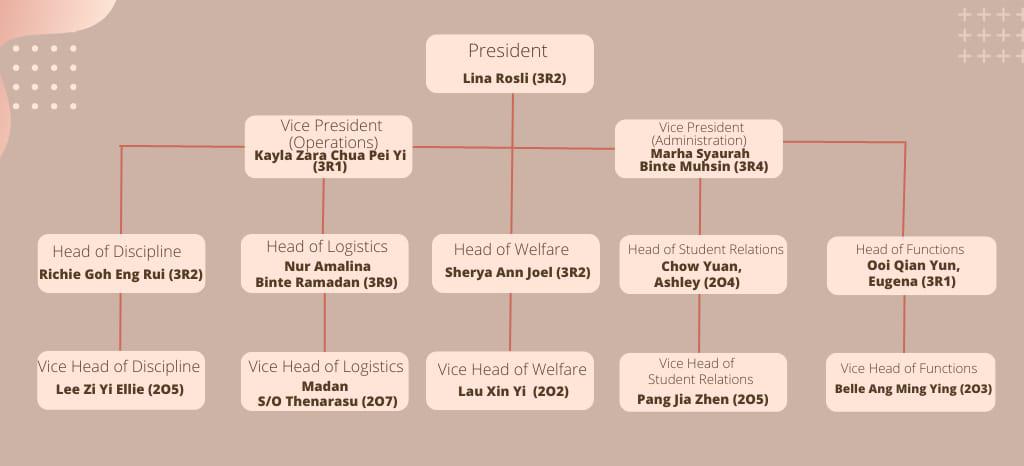 President
Lina Rosli (3R2)
Vice President
(Operations)
Kayla Zara Chua Pei Yi
(3R1)
Vice President
(Administration)
Marha Syaurah
Binte Muhsin (3R4)
Head of Discipline
Richie Goh Eng Rui (3R2)
Head of Logistics
Nur Amalina
Binte Ramadan (3R9)
Head of Welfare
Sherya Ann Joel (3R2)
Head of Student Relations
Chow Yuan,
Ashley (2O4)
Head of Functions
Ooi Qian Yun,
Eugena (3R1)
Vice Head of Discipline
Lee Zi Yi Ellie (2O5)
Vice Head of Logistics
Madan
S/O Thenarasu (2O7)
Vice Head of Welfare
Lau Xin Yi (2O2)
Vice Head of
Student Relations
Pang Jia Zhen (2O5)
Vice Head of Functions
Belle Ang Ming Ying (2O3)